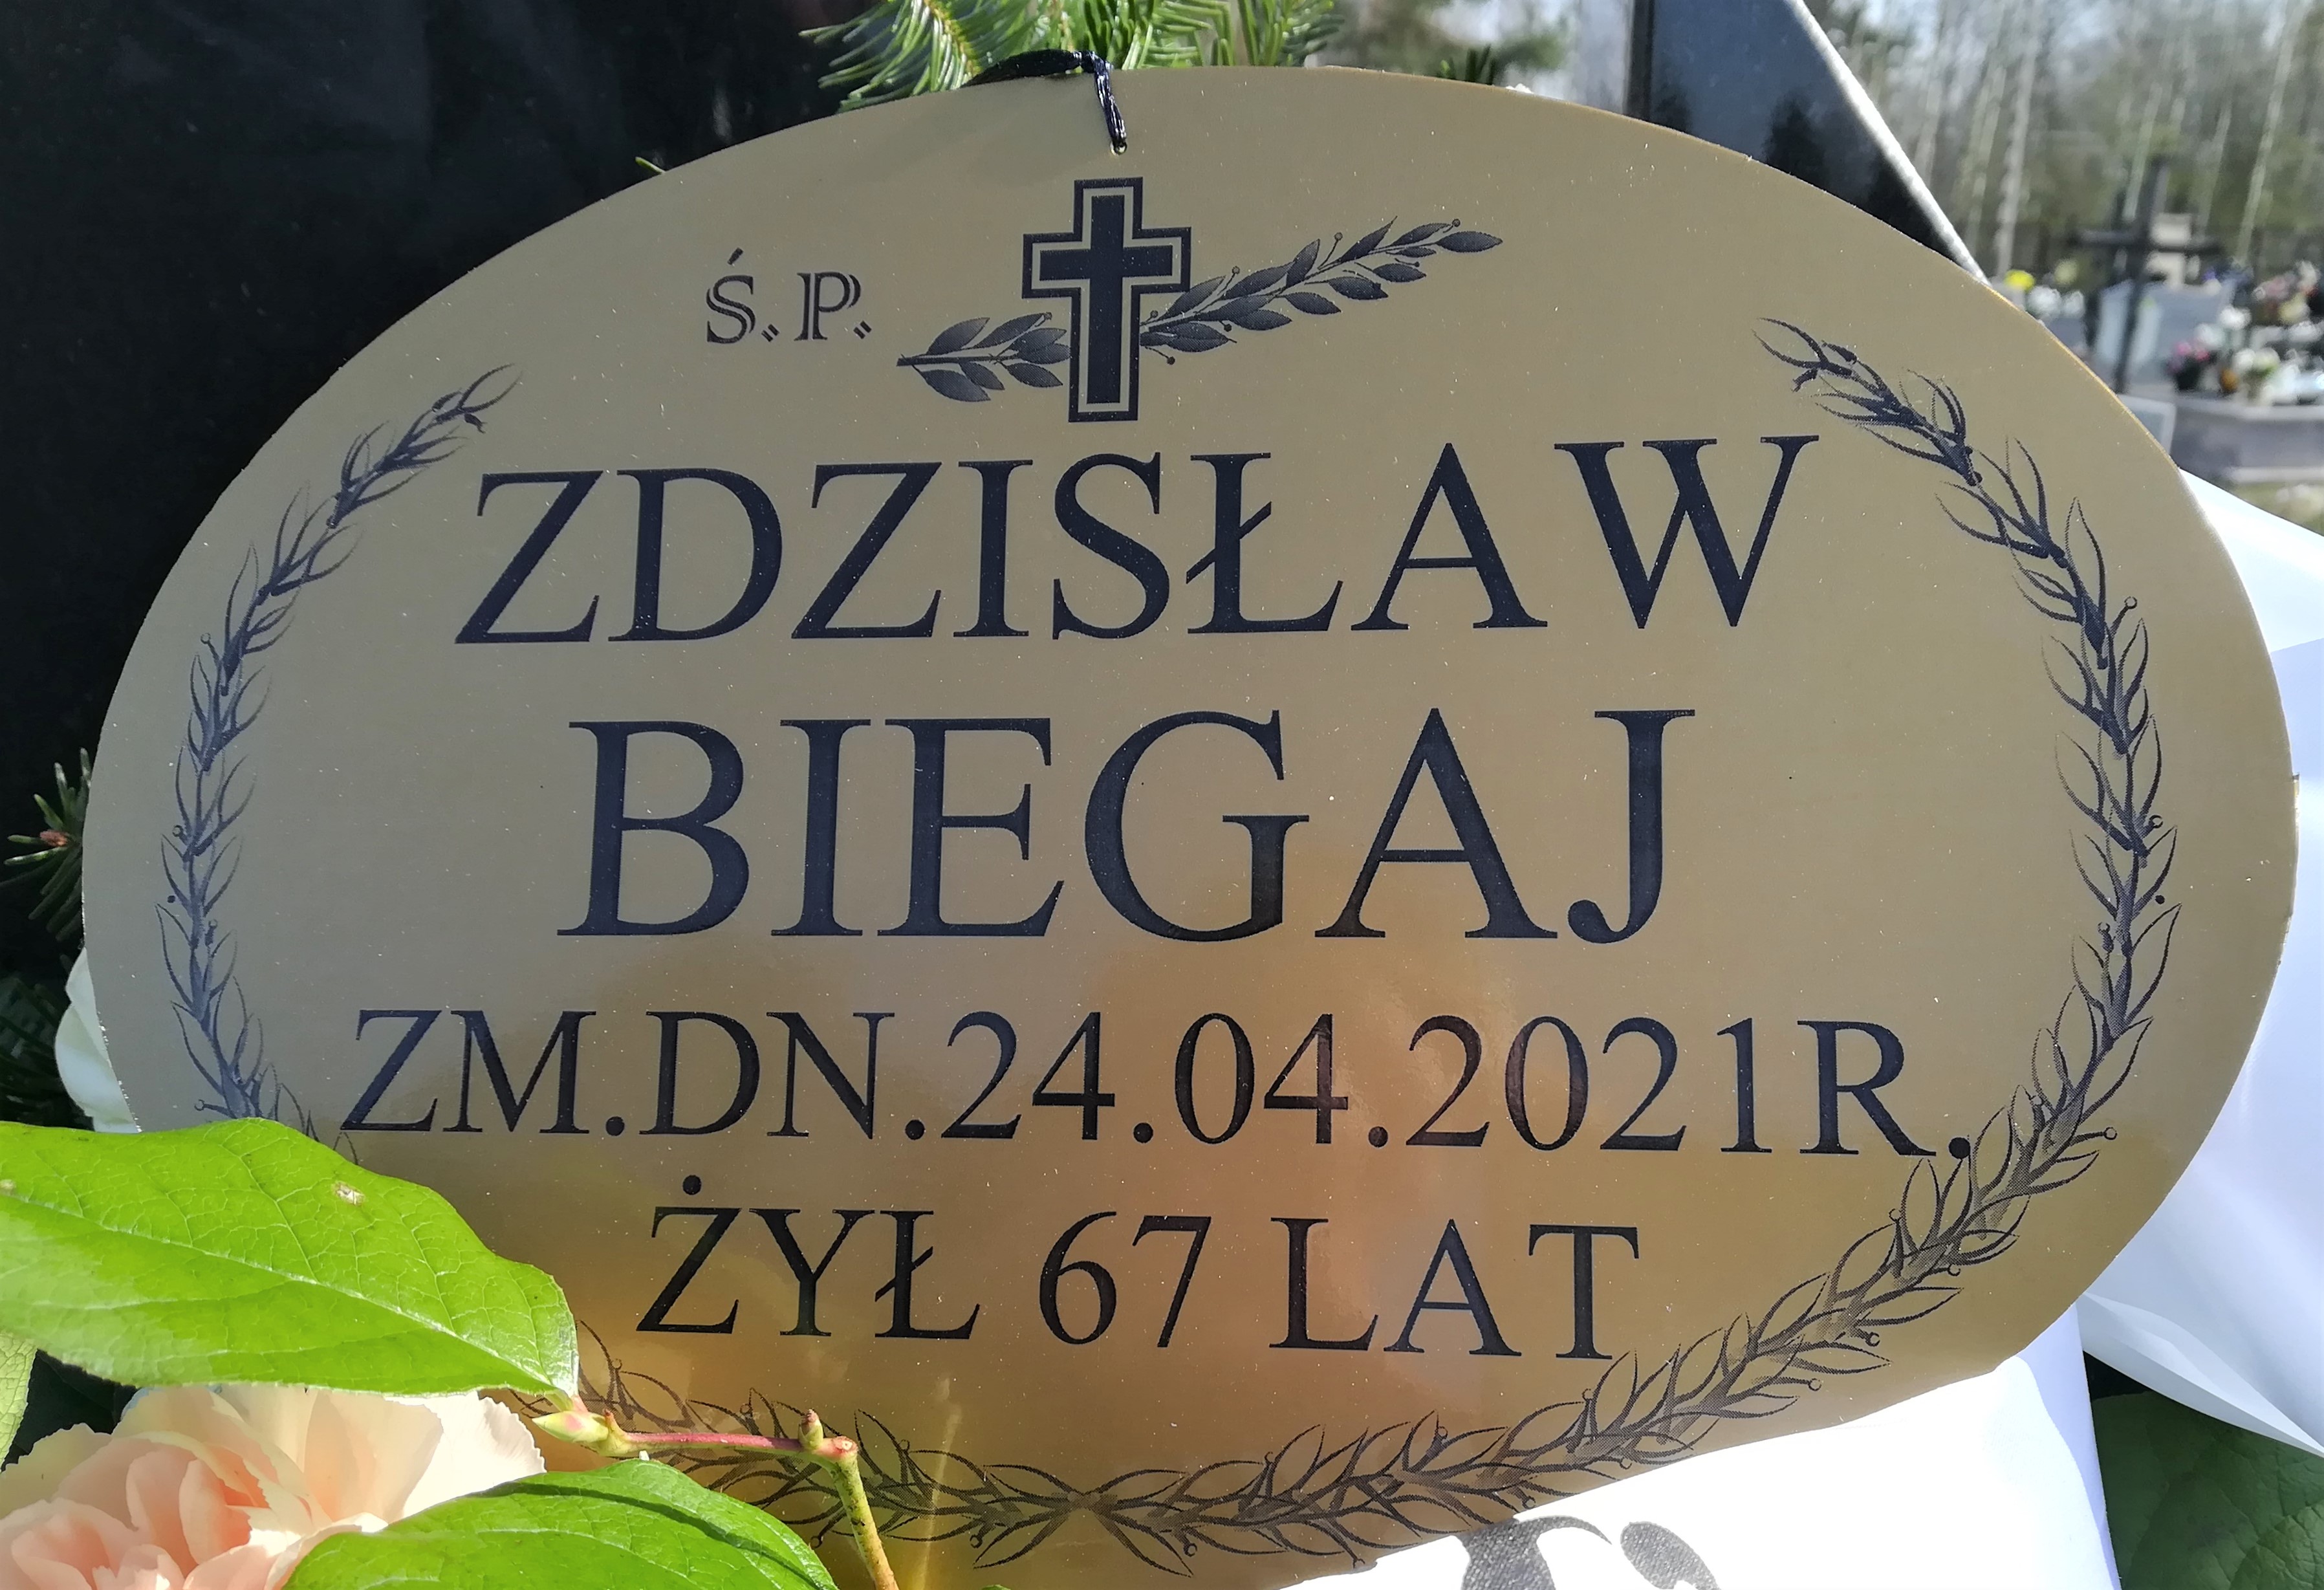 Ś.P.
ZDZISŁAW
BIEGAJ
ZM.DN.24.04.2021R.
ŻYŁ 67 LAT